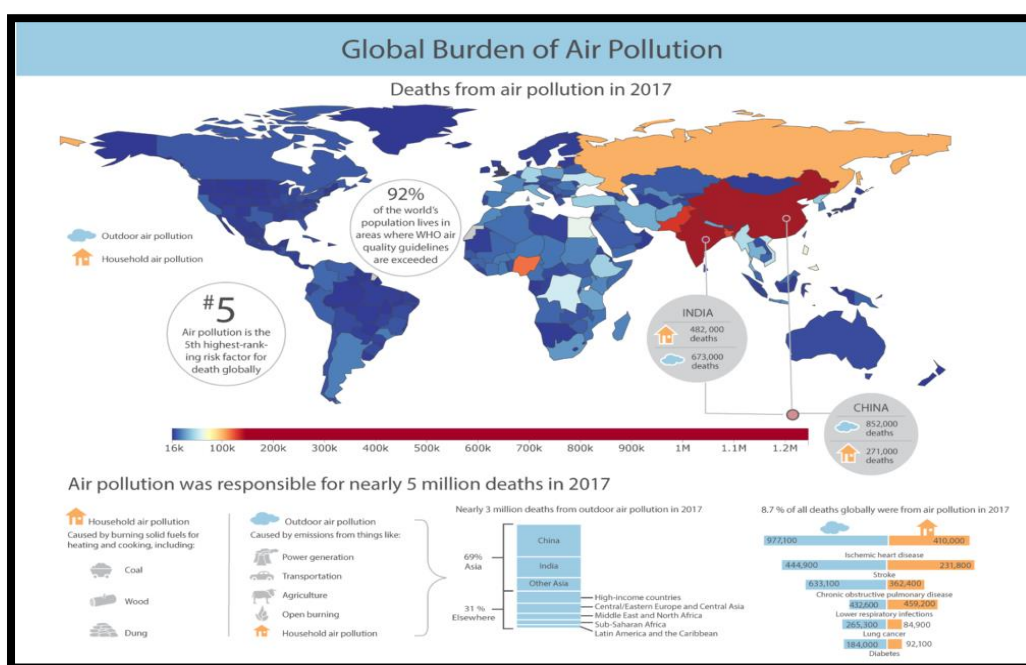 Global Burden of Air Pollution
Deaths from air pollution in 2017
92%
of the world's
population lives in
areas where WHO air
quality guidelines
are exceeded
Outdoor air pollution
Household air pollution
#5
Air pollution is the
5th highest-rank-
ing risk factor for
death globally
INDIA
482,000
deaths
673,000
deaths
CHINA
852,000
deaths
271,000
deaths
16k 100k 200k 300k 400k 500k 600k 700k 800k 900k 1M 1.1M 1.2M
Air pollution was responsible for nearly 5 million deaths in 2017
Household air pollution
Caused by burning solid fuels for
heating and cooking, including:
Coal
Wood
Dung
Outdoor air pollution
Caused by emissions from things like:
Power generation
Transportation
Agriculture
Open burning
Household air pollution
Nearly 3 million deaths from outdoor air pollution in 2017
69%
Asia
31 %
Elsewhere
China
India
Other Asia
High-income countries
Central/Eastern Europe and Central Asia
Middle East and North Africa
Sub-Saharan Africa
Latin America and the Caribbean
8.7 % of all deaths globally were from air pollution in 2017
977,100 410,000
Ischemic heart disease
444,900 231,800
Stroke
633,100 362,400
Chronic obstructive pulmonary disease
432,600 459,200
Lower respiratory infections
265,300 84,900
Lung cancer
184,000 92,100
Diabetes